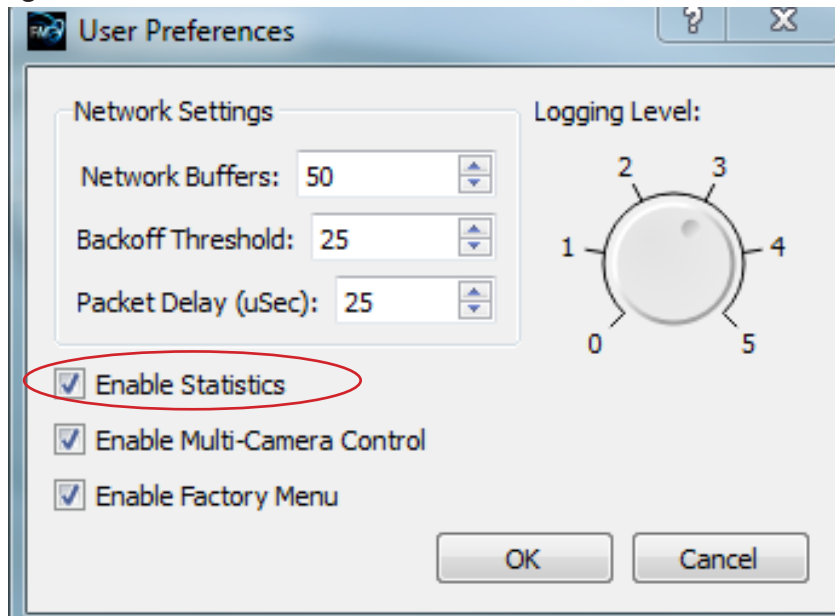 User Preferences
Network Settings
Network Buffers: 50
Backoff Threshold: 25
Packet Delay (uSec): 25
Logging Level:
0
1
2
3
4
5
Enable Statistics
Enable Multi-Camera Control
Enable Factory Menu
OK
Cancel